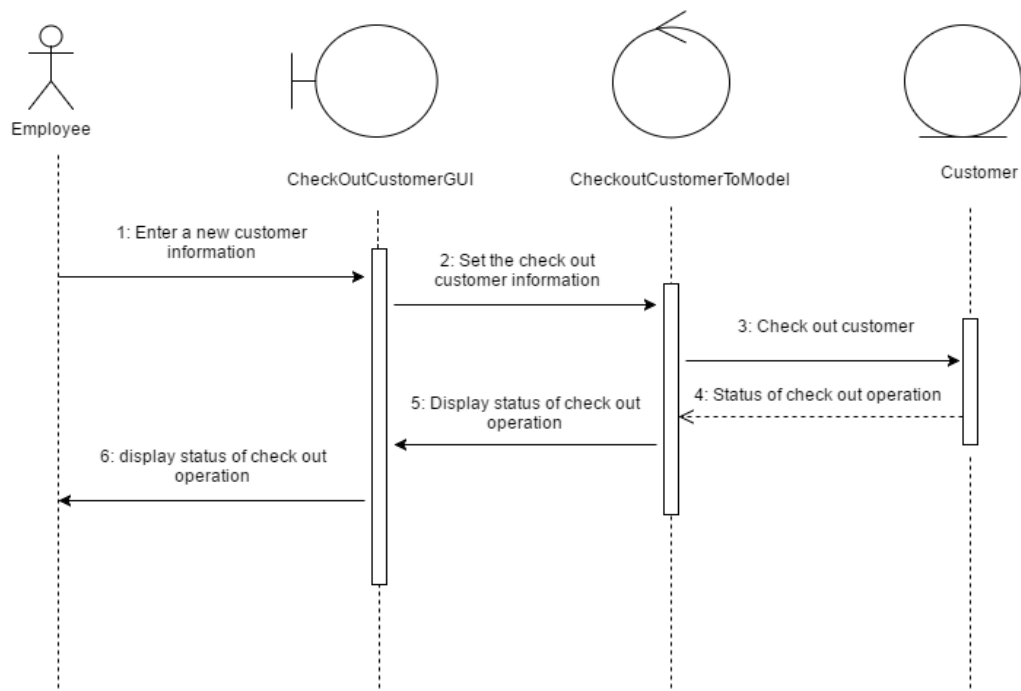 Employee
CheckOutCustomerGUI
CheckoutCustomerToModel
Customer
1: Enter a new customer
information
2: Set the check out
customer information
3: Check out customer
4: Status of check out operation
5: Display status of check out
operation
6: display status of check out
operation